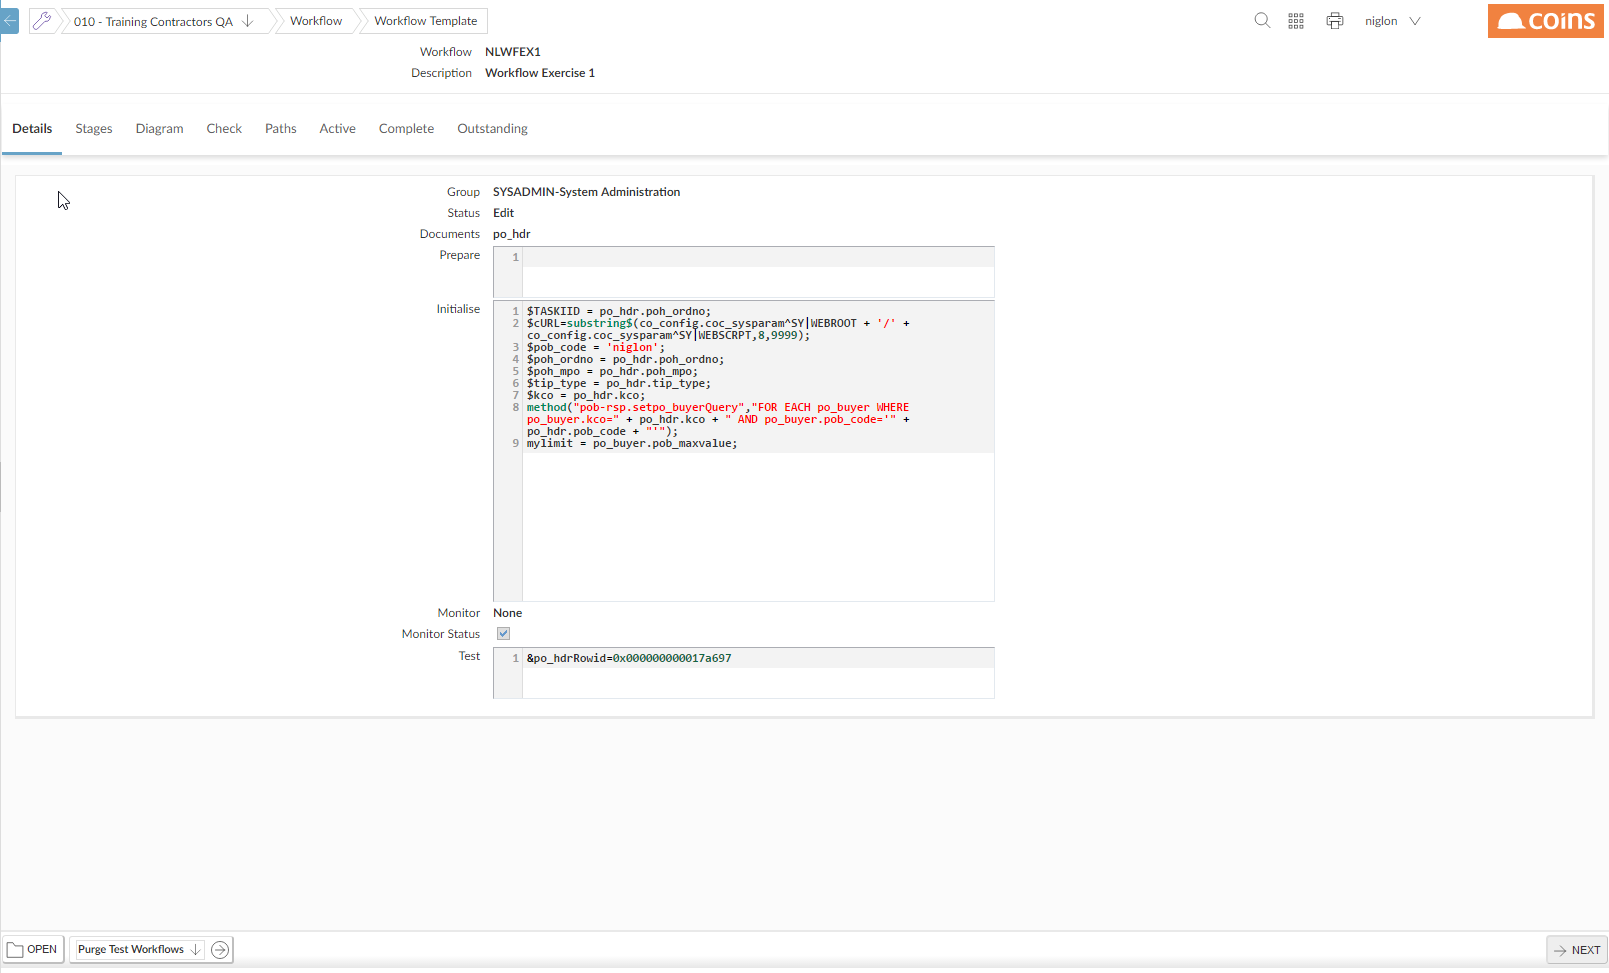 010 - Training Contractors QA
Workflow
Workflow Template
niglon
coins
Workflow NLWFEX1
Description Workflow Exercise 1
Details Stages Diagram Check Paths Active Complete Outstanding
Group SYSADMIN-System Administration
Status Edit
Documents po_hdr
Prepare
1
Initialise
1 $TASKIID = po_hdr.poh_ordno;
2 $cURL=substring$(co_config.coc_sysparam^SY|WEBROOT + '/' +
co_config.coc_sysparam^SY|WEBSCRPT,8,9999);
3 $pob_code = 'niglon';
4 $poh_ordno = po_hdr.poh_ordno;
5 $poh_mpo = po_hdr.poh_mpo;
6 $tip_type = po_hdr.tip_type;
7 $kco = po_hdr.kco;
8 method("pob-rsp.setpo_buyerQuery","FOR EACH po_buyer WHERE
po_buyer.kco=" + po_hdr.kco + " AND po_buyer.pob_code='" +
po_hdr.pob_code + "'");
9 mylimit = po_buyer.pob_maxvalue;
Monitor None
Monitor Status
Test
1 &po_hdrRowid=0x000000000017a697
OPEN
Purge Test Workflows
NEXT